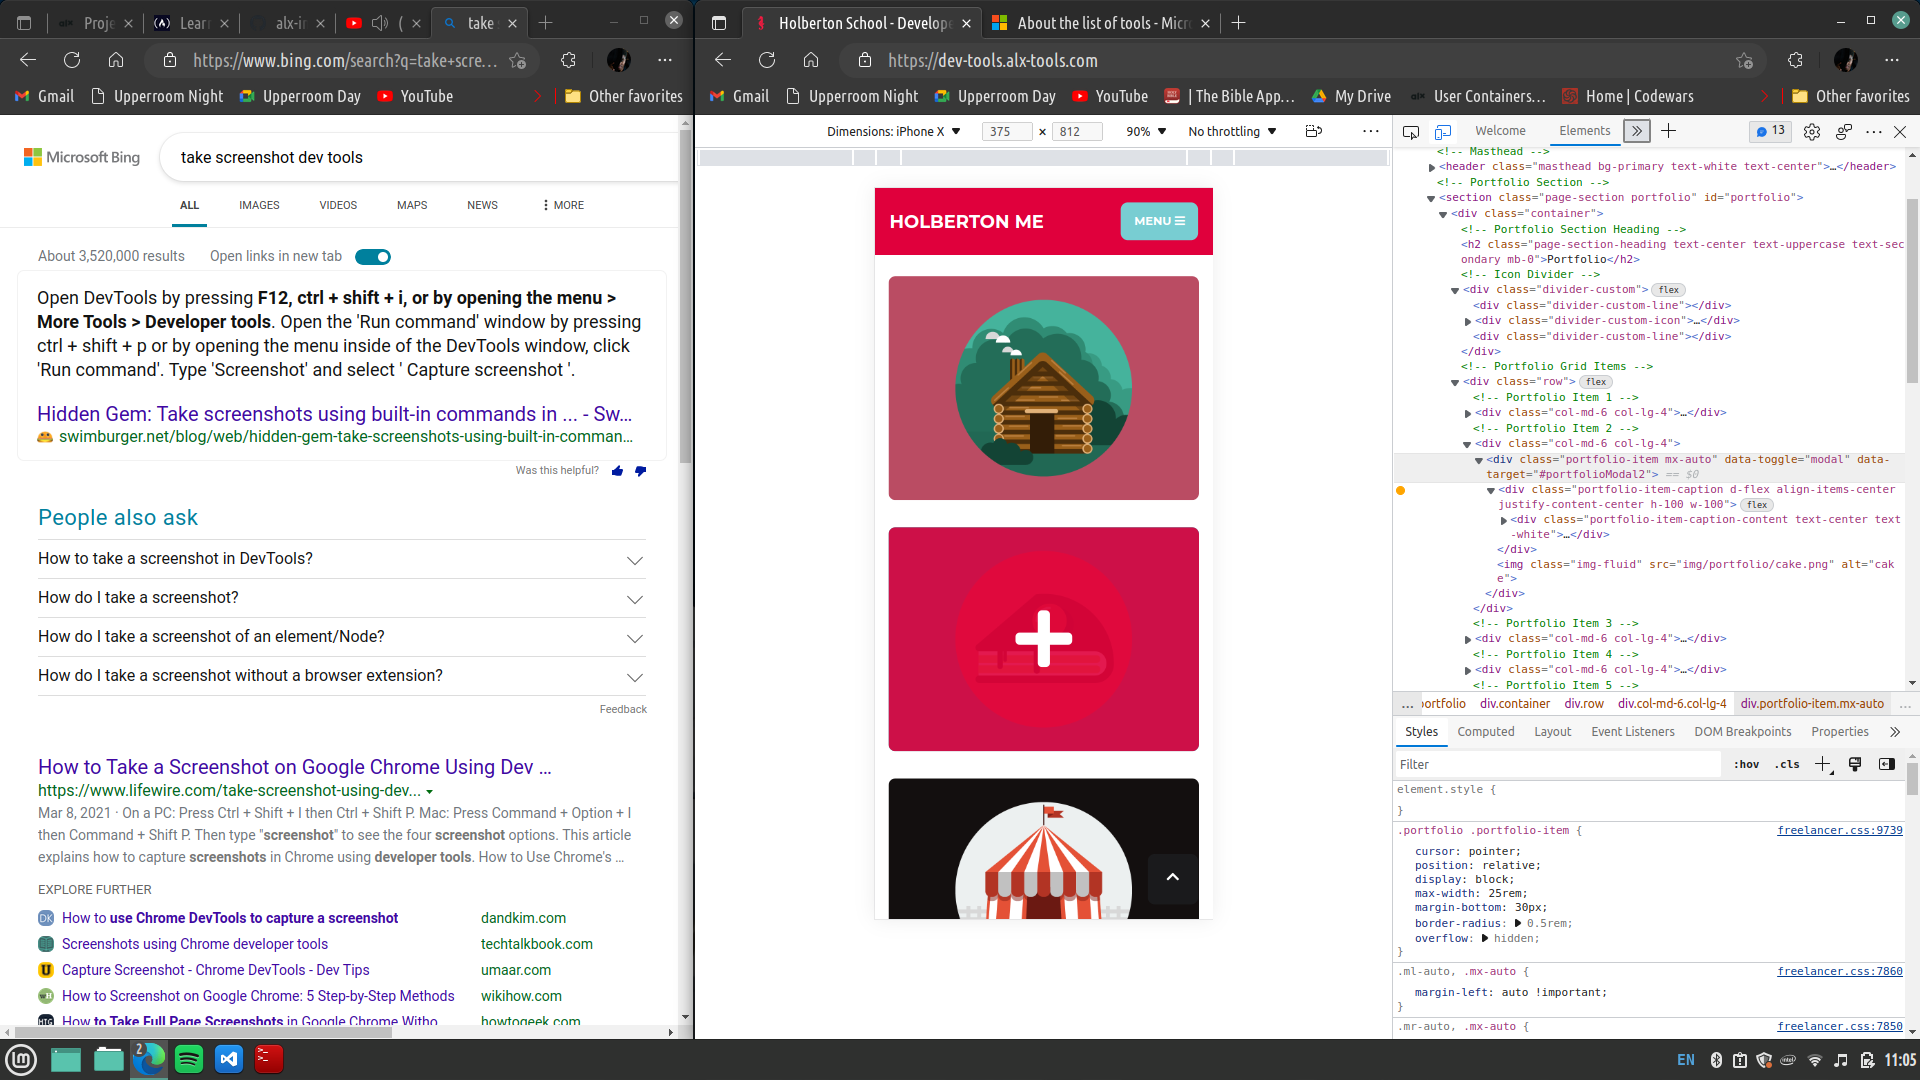 Proje
Learn
alx-in
(
take s
https://www.bing.com/search?q=take+scre...
Gmail
Upperroom Night
Upperroom Day
YouTube
Other favorites
Microsoft Bing
take screenshot dev tools
ALL
IMAGES
VIDEOS
MAPS
NEWS
MORE
About 3,520,000 results
Open links in new tab
Open DevTools by pressing F12, ctrl + shift + i, or by opening the menu >
More Tools > Developer tools. Open the 'Run command' window by pressing
ctrl + shift + p or by opening the menu inside of the DevTools window, click
'Run command'. Type 'Screenshot' and select ' Capture screenshot '.
Hidden Gem: Take screenshots using built-in commands in ... - Sw...
swimburger.net/blog/web/hidden-gem-take-screenshots-using-built-in-comman...
Was this helpful?
People also ask
How to take a screenshot in DevTools?
How do I take a screenshot?
How do I take a screenshot of an element/Node?
How do I take a screenshot without a browser extension?
Feedback
How to Take a Screenshot on Google Chrome Using Dev ...
https://www.lifewire.com/take-screenshot-using-dev...
Mar 8, 2021 · On a PC: Press Ctrl + Shift + I then Ctrl + Shift P. Mac: Press Command + Option + I
then Command + Shift P. Then type "screenshot" to see the four screenshot options. This article
explains how to capture screenshots in Chrome using developer tools. How to Use Chrome's ...
EXPLORE FURTHER
DK How to use Chrome DevTools to capture a screenshot dandkim.com
Screenshots using Chrome developer tools techtalkbook.com
U Capture Screenshot - Chrome DevTools - Dev Tips umaar.com
How to Screenshot on Google Chrome: 5 Step-by-Step Methods wikihow.com
HTG How to Take Full Page Screenshots in Google Chrome Witho howtogeek.com
Holberton School - Develope
About the list of tools - Micr
https://dev-tools.alx-tools.com
Gmail
Upperroom Night
Upperroom Day
YouTube
| The Bible App...
My Drive
User Containers...
Home | Codewars
Other favorites
Dimensions: iPhone X
375 × 812
90%
No throttling
HOLBERTON ME
MENU
Welcome
Elements
13
<!-- Masthead -->
<header class="masthead bg-primary text-white text-center">…</header>
<!-- Portfolio Section -->
<section class="page-section portfolio" id="portfolio">
<div class="container">
<!-- Portfolio Section Heading -->
<h2 class="page-section-heading text-center text-uppercase text-sec
ondary mb-0">Portfolio</h2>
<!-- Icon Divider -->
<div class="divider-custom"> flex
<div class="divider-custom-line"></div>
<div class="divider-custom-icon">…</div>
<div class="divider-custom-line"></div>
</div>
<!-- Portfolio Grid Items -->
<div class="row"> flex
<!-- Portfolio Item 1 -->
<div class="col-md-6 col-lg-4">…</div>
<!-- Portfolio Item 2 -->
<div class="col-md-6 col-lg-4">
<div class="portfolio-item mx-auto" data-toggle="modal" data-
target="#portfolioModal2"> == $0
<div class="portfolio-item-caption d-flex align-items-center
justify-content-center h-100 w-100"> flex
<div class="portfolio-item-caption-content text-center text
-white">…</div>
</div>
<img class="img-fluid" src="img/portfolio/cake.png" alt="cak
e">
</div>
</div>
<!-- Portfolio Item 3 -->
<div class="col-md-6 col-lg-4">…</div>
<!-- Portfolio Item 4 -->
<div class="col-md-6 col-lg-4">…</div>
<!-- Portfolio Item 5 -->
... portfolio div.container div.row div.col-md-6.col-lg-4 div.portfolio-item.mx-auto ...
Styles Computed Layout Event Listeners DOM Breakpoints Properties
Filter :hov .cls
element.style {
}
.portfolio .portfolio-item { freelancer.css:9739
cursor: pointer;
position: relative;
display: block;
max-width: 25rem;
margin-bottom: 30px;
border-radius: 0.5rem;
overflow: hidden;
}
.ml-auto, .mx-auto { freelancer.css:7860
margin-left: auto !important;
}
.mr-auto, .mx-auto { freelancer.css:7850
2
EN
11:05